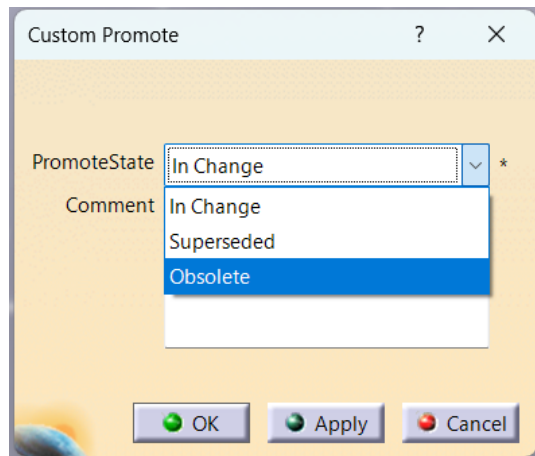 Custom Promote ? ×
PromoteState In Change *
Comment In Change
Superseded
Obsolete
OK Apply Cancel